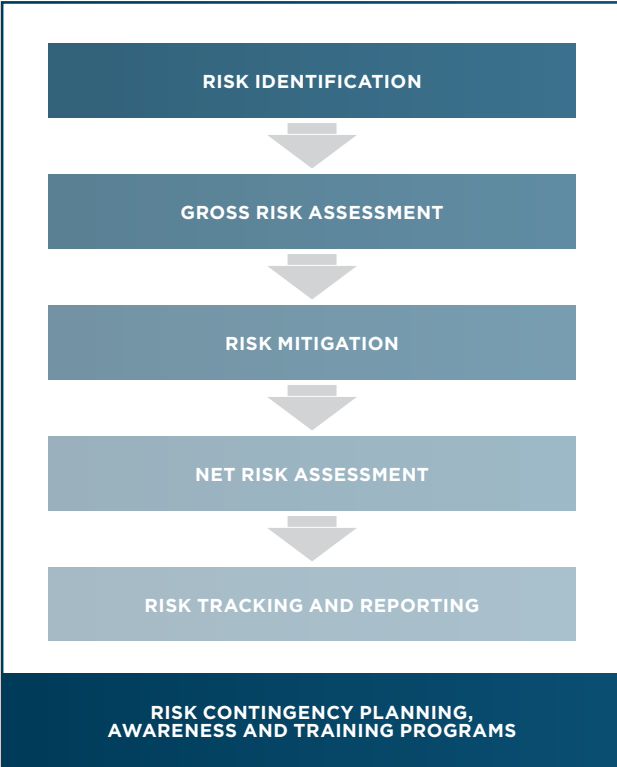 RISK IDENTIFICATION
GROSS RISK ASSESSMENT
RISK MITIGATION
NET RISK ASSESSMENT
RISK TRACKING AND REPORTING
RISK CONTINGENCY PLANNING,
AWARENESS AND TRAINING PROGRAMS